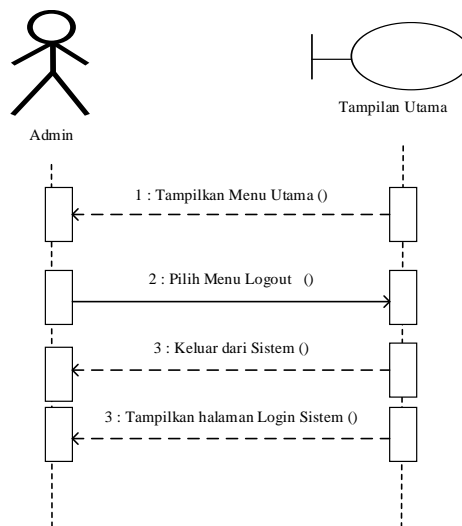 Admin
Tampilan Utama
1 : Tampilkan Menu Utama ()
2 : Pilih Menu Logout ()
3 : Keluar dari Sistem ()
3 : Tampilkan halaman Login Sistem ()